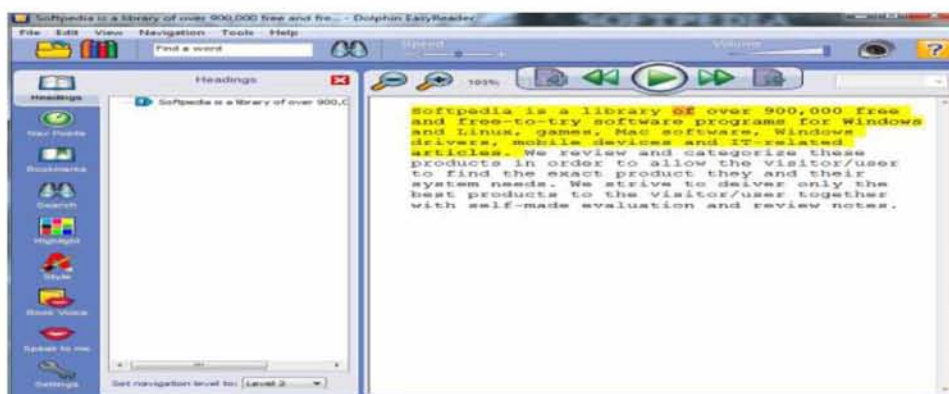 Softpedia is a library of over 900,000 free and fre... - Dolphin EasyReader
File Edit View Navigation Tools Help
Find a word
Speed
Volume
Headings
Nav Points
Bookmarks
Search
Highlight
Style
Book Voice
Speak to me
Settings
Headings
Softpedia is a library of over 900,0
Set navigation level to: Level 2
103%
Softpedia is a library of over 900,000 free
and free-to-try software programs for Windows
and Linux, games, Mac software, Windows
drivers, mobile devices and IT-related
articles. We review and categorize these
products in order to allow the visitor/user
to find the exact product they and their
system needs. We strive to deiver only the
best products to the visitor/user together
with self-made evaluation and review notes.